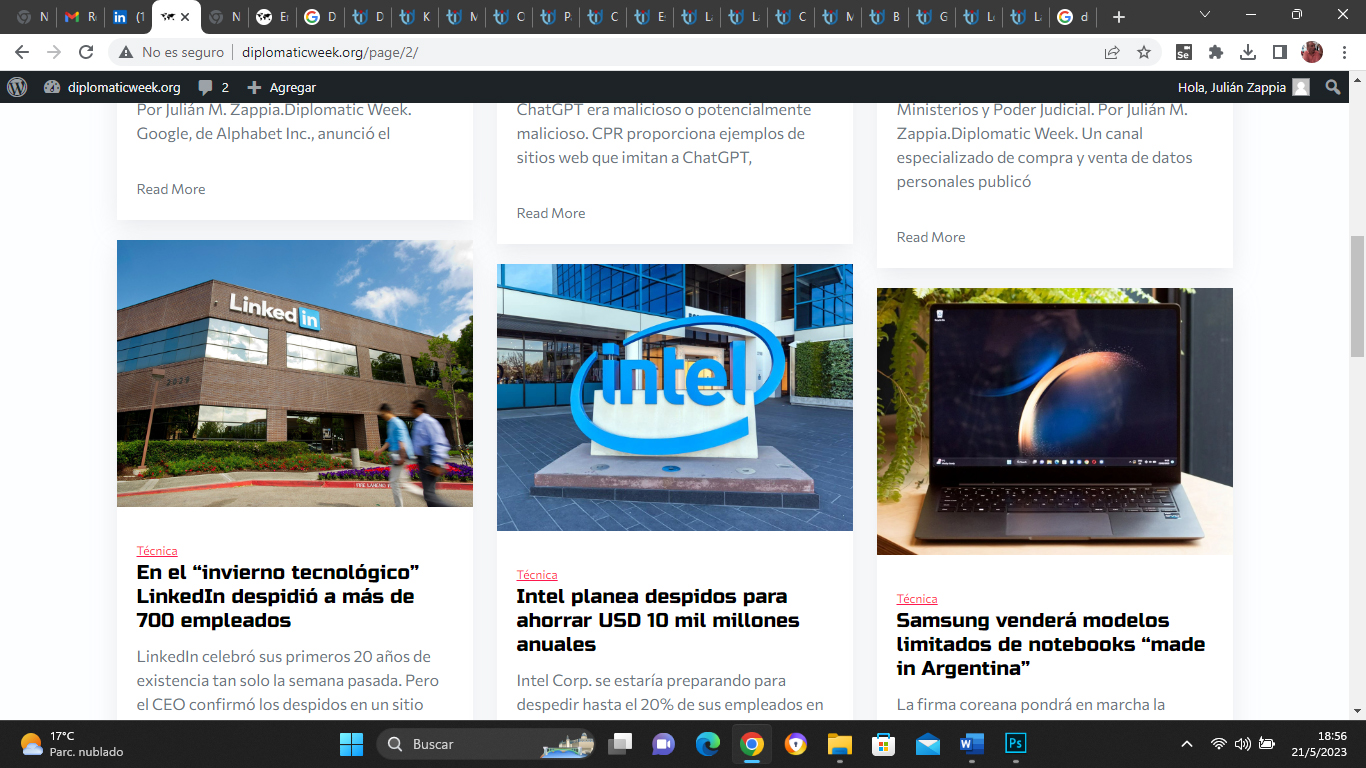 N
R
(1
N
Er
D
D
K
M
C
P
C
E
L
L
C
M
B
G
L
L
d
No es seguro
diplomaticweek.org/page/2/
Se
diplomaticweek.org
2
Agregar
Hola, Julián Zappia
Por Julián M. Zappia.Diplomatic Week.
Google, de Alphabet Inc., anunció el
Read More
ChatGPT era malicioso o potencialmente
malicioso. CPR proporciona ejemplos de
sitios web que imitan a ChatGPT,
Read More
Ministerios y Poder Judicial. Por Julián M.
Zappia.Diplomatic Week. Un canal
especializado de compra y venta de datos
personales publicó
Read More
Linked in
2029
intel
Técnica
En el “invierno tecnológico”
LinkedIn despidió a más de
700 empleados
LinkedIn celebró sus primeros 20 años de
existencia tan solo la semana pasada. Pero
el CEO confirmó los despidos en un sitio
Técnica
Intel planea despidos para
ahorrar USD 10 mil millones
anuales
Intel Corp. se estaría preparando para
despedir hasta el 20% de sus empleados en
Técnica
Samsung venderá modelos
limitados de notebooks “made
in Argentina”
La firma coreana pondrá en marcha la
17°C
Parc. nublado
Buscar
W
Ps
18:56
21/5/2023